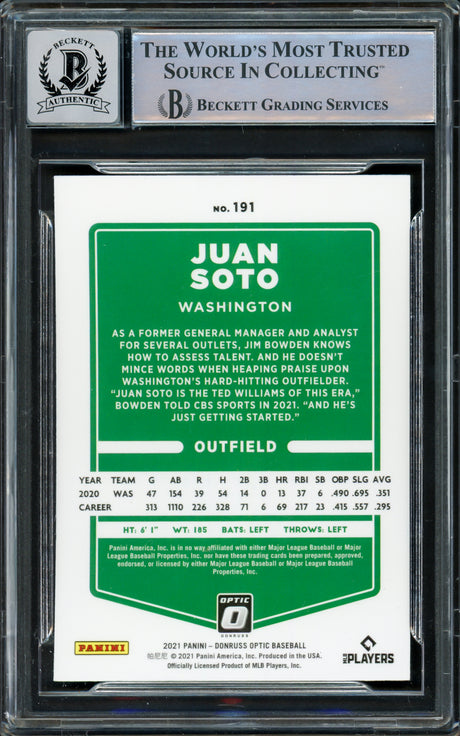 BECKETT
B
AUTHENTIC
THE WORLD'S MOST TRUSTED
SOURCE IN COLLECTING™
B BECKETT GRADING SERVICES
NO. 191
JUAN
SOTO
WASHINGTON
AS A FORMER GENERAL MANAGER AND ANALYST
FOR SEVERAL OUTLETS, JIM BOWDEN KNOWS
HOW TO ASSESS TALENT. AND HE DOESN'T
MINCE WORDS WHEN HEAPING PRAISE UPON
WASHINGTON'S HARD-HITTING OUTFIELDER.
"JUAN SOTO IS THE TED WILLIAMS OF THIS ERA,"
BOWDEN TOLD CBS SPORTS IN 2021. "AND HE'S
JUST GETTING STARTED."
OUTFIELD
YEAR TEAM G AB R H 2B 3B HR RBI SB OBP SLG AVG
2020 WAS 47 154 39 54 14 0 13 37 6 .490 .695 .351
CAREER 313 1110 226 328 71 6 69 217 23 .415 .557 .295
HT: 6' 1" WT: 185 BATS: LEFT THROWS: LEFT
Panini America, Inc. is in no way affiliated with either Major League Baseball or Major
League Baseball Properties, Inc. nor have these trading cards been prepared, approved,
endorsed, or licensed by either Major League Baseball or Major League Baseball
Properties, Inc.
OPTIC
O
DONRUSS
PANINI
2021 PANINI - DONRUSS OPTIC BASEBALL
帕尼尼 © 2021 Panini America, Inc. Produced in the USA.
Officially Licensed Product of MLB Players, Inc.
MLB PLAYERS